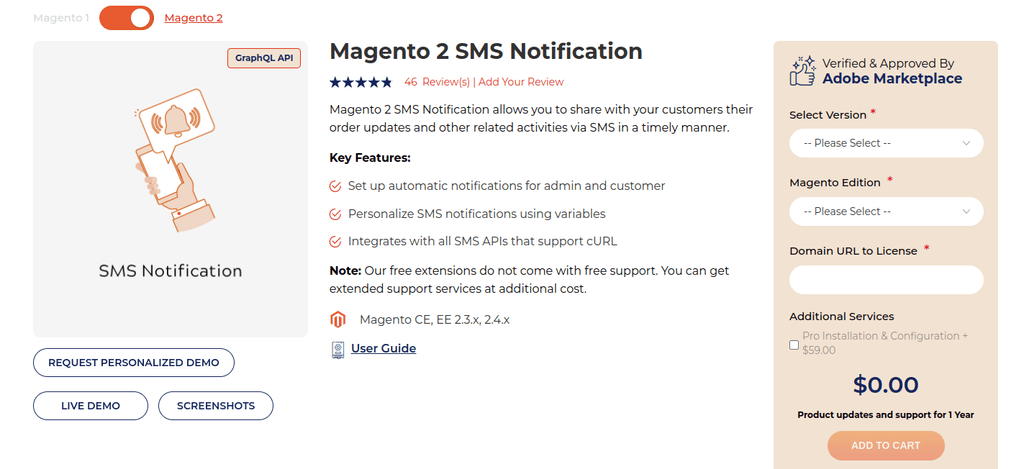 Magento 1
Magento 2
GraphQL API
SMS Notification
REQUEST PERSONALIZED DEMO
LIVE DEMO
SCREENSHOTS
Magento 2 SMS Notification
46 Review(s) | Add Your Review
Magento 2 SMS Notification allows you to share with your customers their
order updates and other related activities via SMS in a timely manner.
Key Features:
Set up automatic notifications for admin and customer
Personalize SMS notifications using variables
Integrates with all SMS APIs that support cURL
Note: Our free extensions do not come with free support. You can get
extended support services at additional cost.
Magento CE, EE 2.3.x, 2.4.x
User Guide
Verified & Approved By
Adobe Marketplace
Select Version *
-- Please Select --
Magento Edition *
-- Please Select --
Domain URL to License *
Additional Services
Pro Installation & Configuration +
$59.00
$0.00
Product updates and support for 1 Year
ADD TO CART